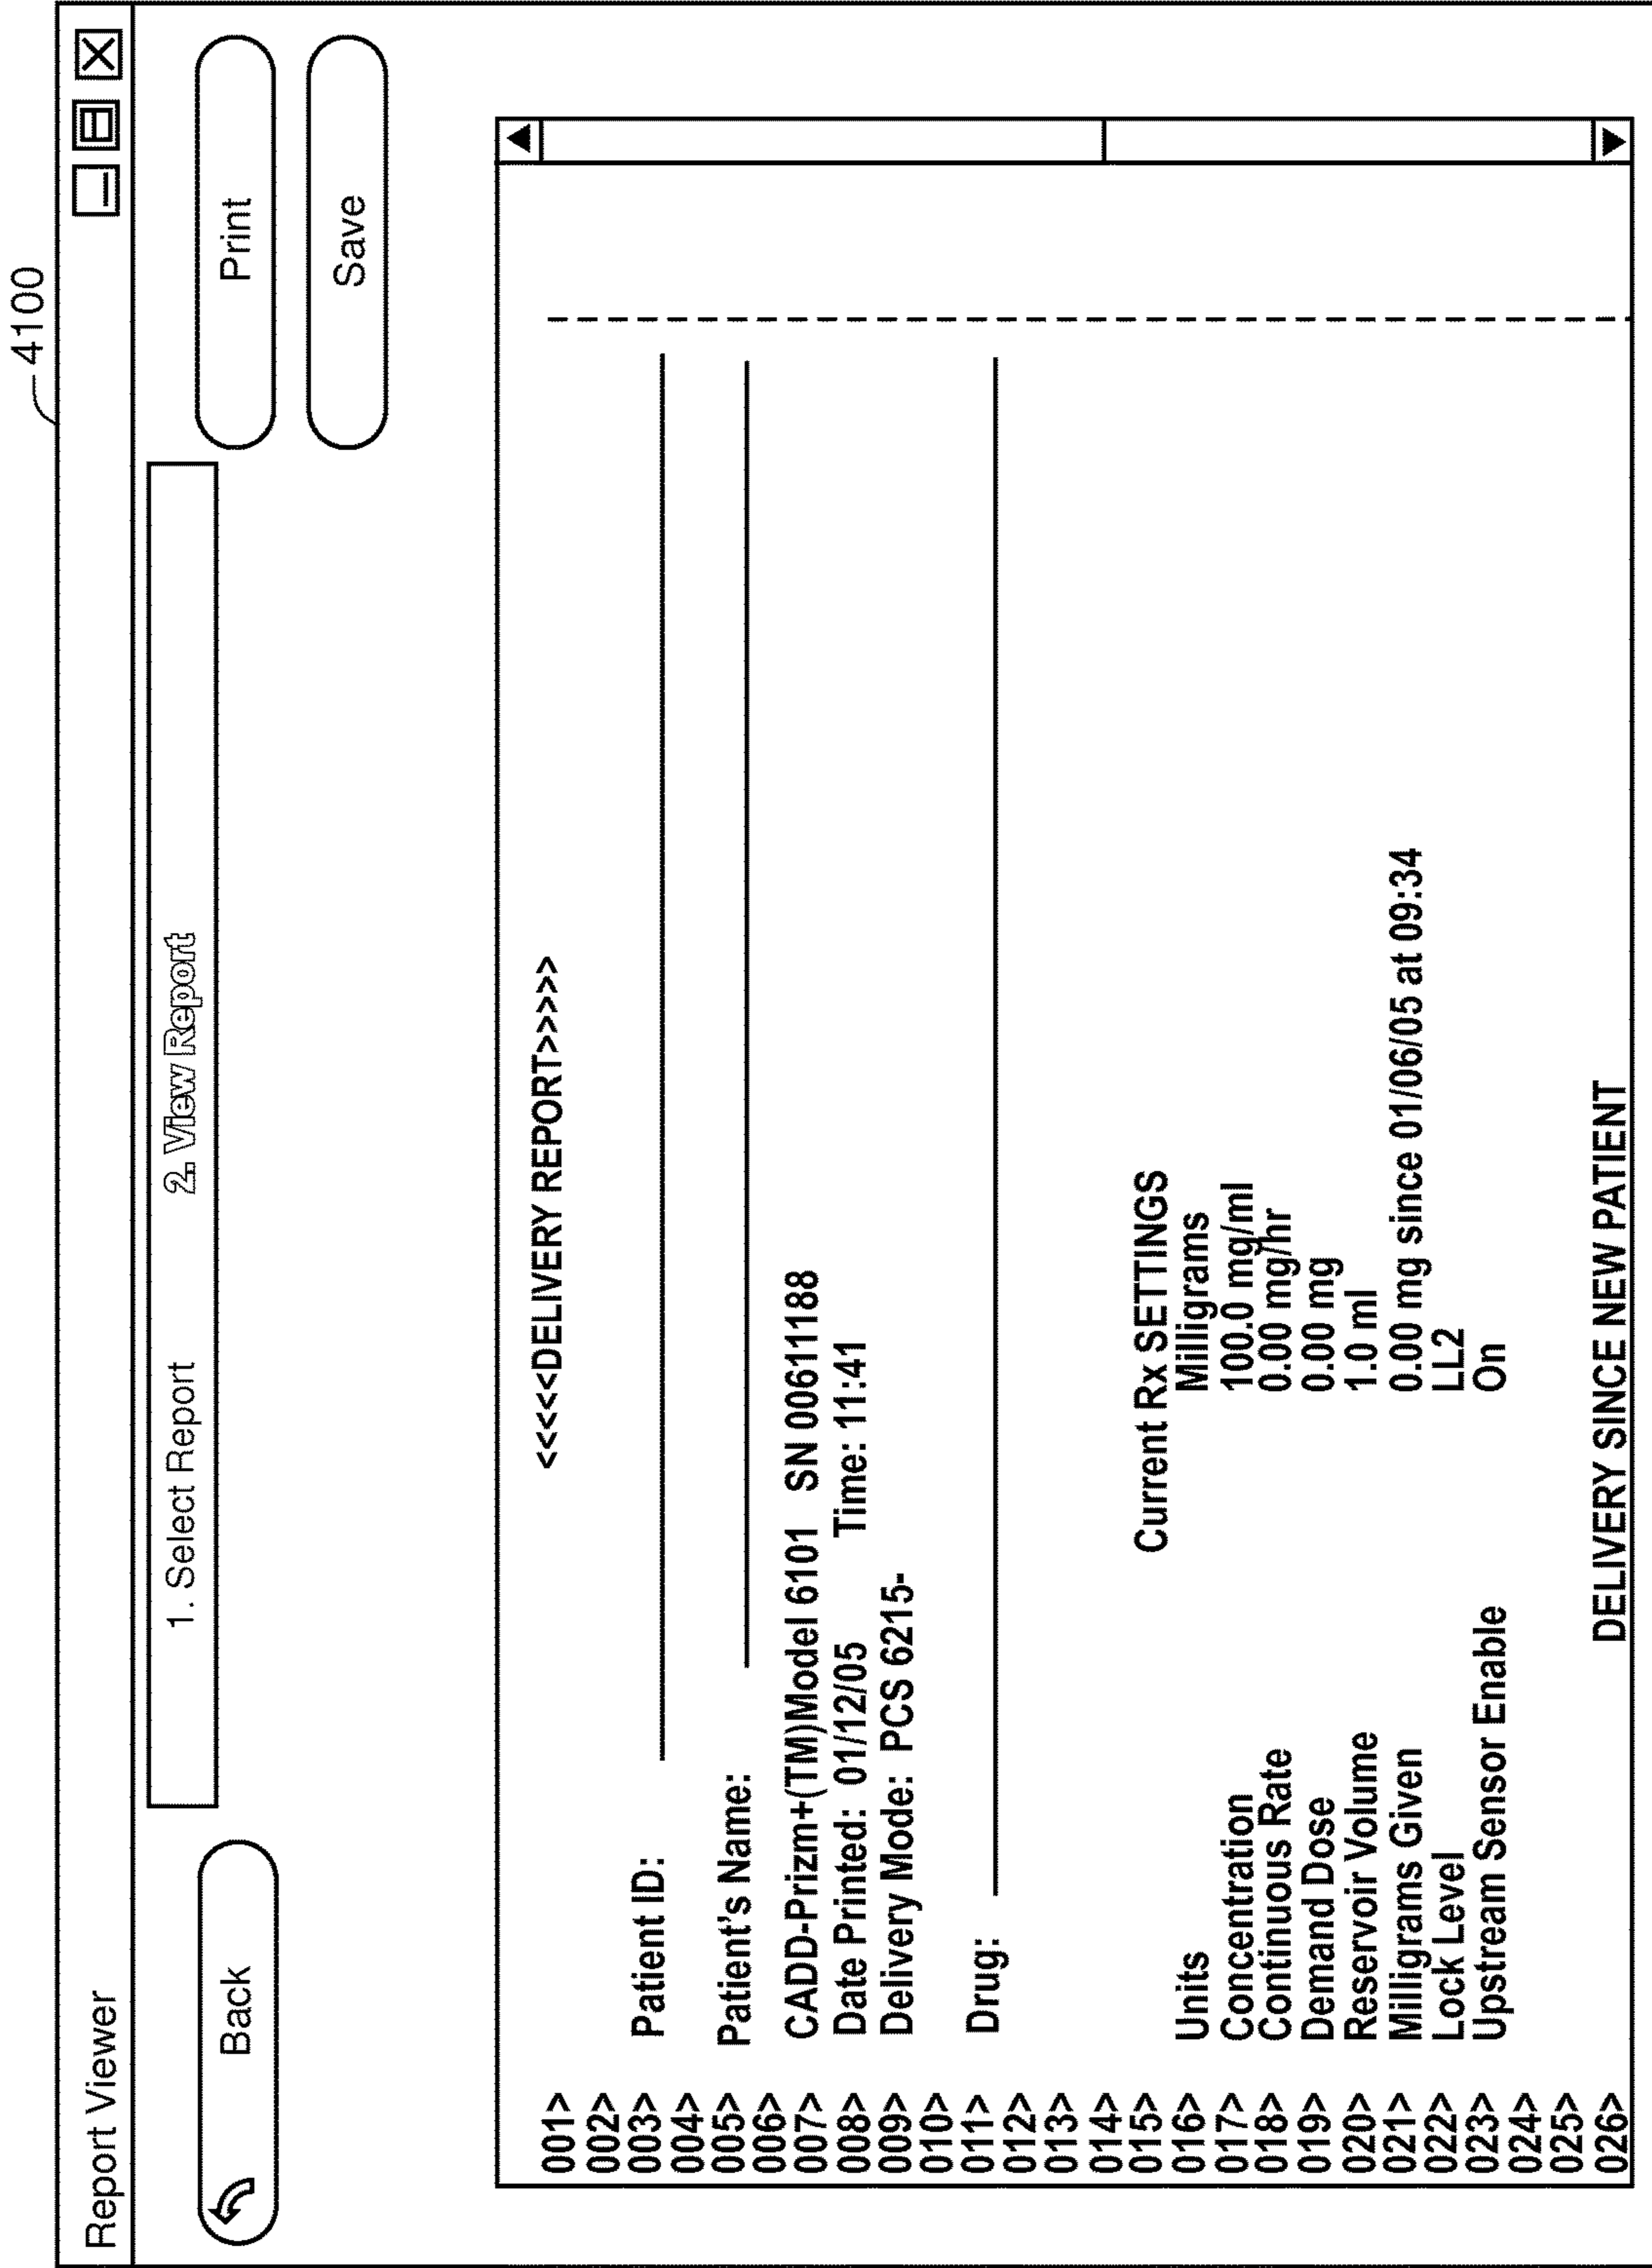 4100
Report Viewer
Back
1. Select Report 2. View Report
Print
Save
001> <<<<<DELIVERY REPORT>>>>>
002>
003> Patient ID:
004>
005> Patient's Name:
006>
007> CADD-Prizm+(TM)Model 6101 SN 00611188
008> Date Printed: 01/12/05 Time: 11:41
009> Delivery Mode: PCS 6215-
010>
011> Drug:
012>
013>
014>
015> Current Rx SETTINGS
016> Units Milligrams
017> Concentration 100.0 mg/ml
018> Continuous Rate 0.00 mg/hr
019> Demand Dose 0.00 mg
020> Reservoir Volume 1.0 ml
021> Milligrams Given 0.00 mg since 01/06/05 at 09:34
022> Lock Level LL2
023> Upstream Sensor Enable On
024>
025>
026> DELIVERY SINCE NEW PATIENT